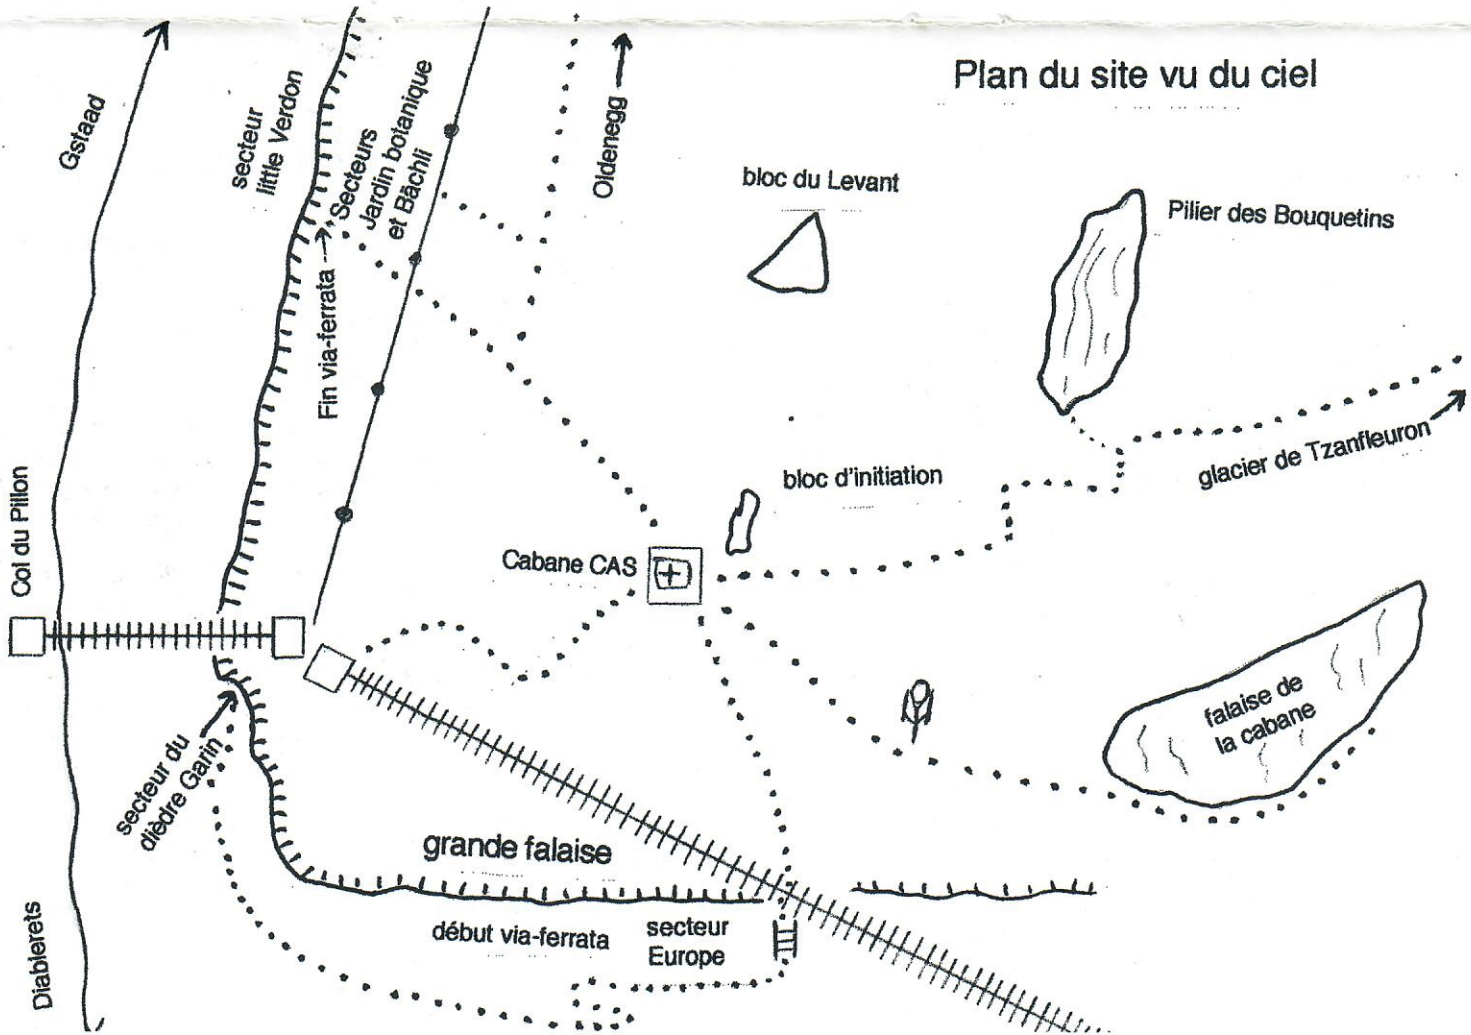 Plan du site vu du ciel
Gstaad
secteur
little Verdon
Secteurs
Jardin botanique
et Bächli
Oldenegg
bloc du Levant
Pilier des Bouquetins
Fin via-ferrata
glacier de Tzanfleuron
bloc d'initiation
Col du Pillon
Cabane CAS
falaise de
la cabane
secteur du
dièdre Garin
grande falaise
début via-ferrata
secteur
Europe
Diablerets